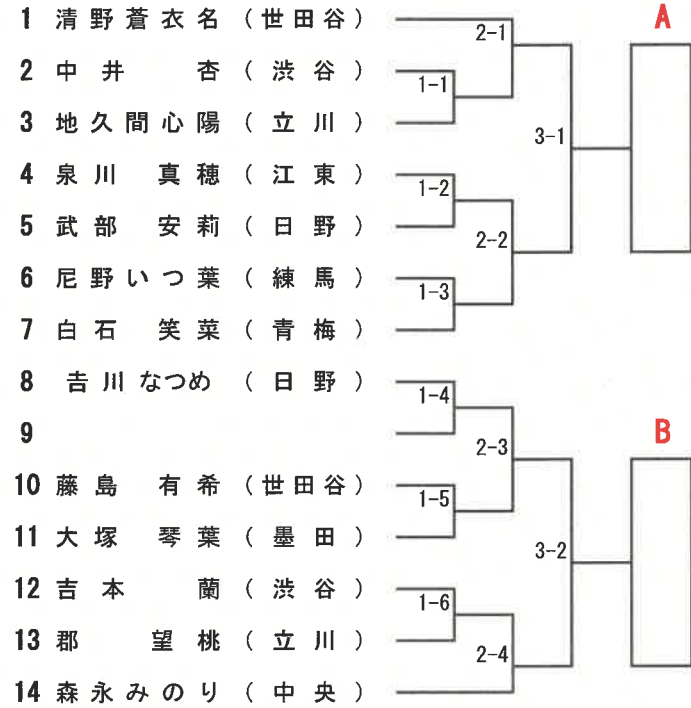 1 清野蒼衣名 (世田谷)
A
2-1
2 中井 杏 (渋谷)
1-1
3 地久間心陽 (立川)
3-1
4 泉川 真穂 (江東)
1-2
5 武部 安莉 (日野)
2-2
6 尼野いつ葉 (練馬)
1-3
7 白石 笑菜 (青梅)
8 𠮷川なつめ (日野)
1-4
9
B
2-3
10 藤島 有希 (世田谷)
1-5
11 大塚 琴葉 (墨田)
3-2
12 吉本 蘭 (渋谷)
1-6
13 郡 望桃 (立川)
2-4
14 森永みのり (中央)